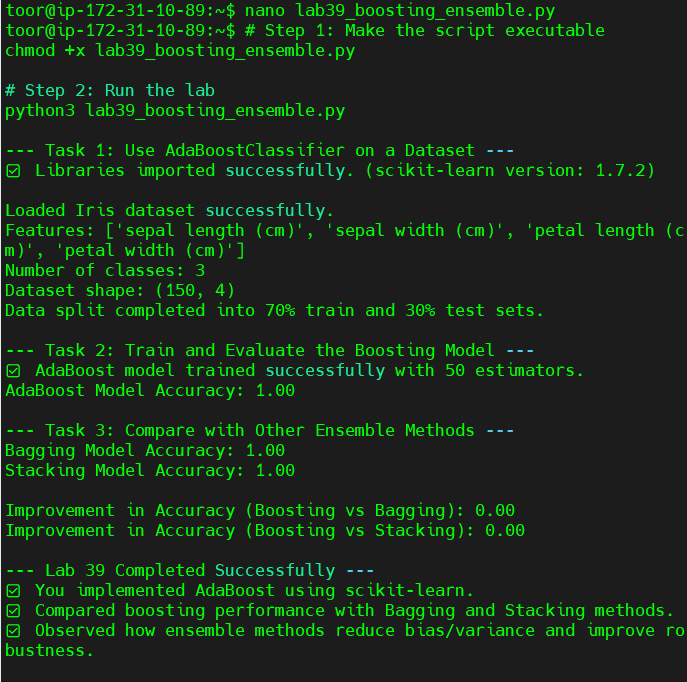 toor@ip-172-31-10-89:~$ nano lab39_boosting_ensemble.py
toor@ip-172-31-10-89:~$ # Step 1: Make the script executable
chmod +x lab39_boosting_ensemble.py
# Step 2: Run the lab
python3 lab39_boosting_ensemble.py
--- Task 1: Use AdaBoostClassifier on a Dataset ---
☑ Libraries imported successfully. (scikit-learn version: 1.7.2)
Loaded Iris dataset successfully.
Features: ['sepal length (cm)', 'sepal width (cm)', 'petal length (c
m)', 'petal width (cm)']
Number of classes: 3
Dataset shape: (150, 4)
Data split completed into 70% train and 30% test sets.
--- Task 2: Train and Evaluate the Boosting Model ---
☑ AdaBoost model trained successfully with 50 estimators.
AdaBoost Model Accuracy: 1.00
--- Task 3: Compare with Other Ensemble Methods ---
Bagging Model Accuracy: 1.00
Stacking Model Accuracy: 1.00
Improvement in Accuracy (Boosting vs Bagging): 0.00
Improvement in Accuracy (Boosting vs Stacking): 0.00
--- Lab 39 Completed Successfully ---
☑ You implemented AdaBoost using scikit-learn.
☑ Compared boosting performance with Bagging and Stacking methods.
☑ Observed how ensemble methods reduce bias/variance and improve ro
bustness.